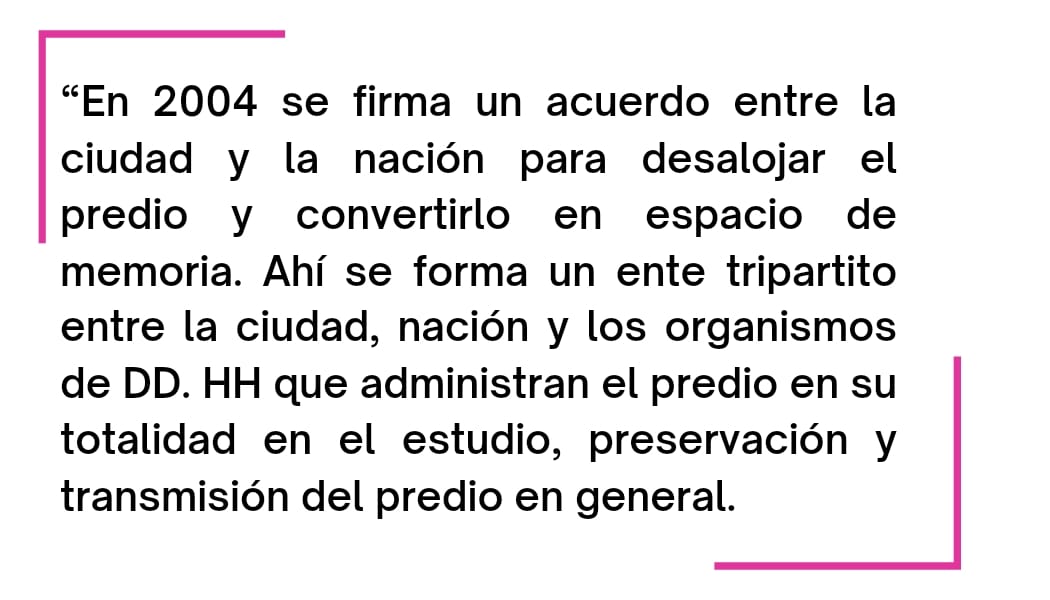 “En 2004 se firma un acuerdo entre la
ciudad y la nación para desalojar el
predio y convertirlo en espacio de
memoria. Ahí se forma un ente tripartito
entre la ciudad, nación y los organismos
de DD. HH que administran el predio en su
totalidad en el estudio, preservación y
transmisión del predio en general.